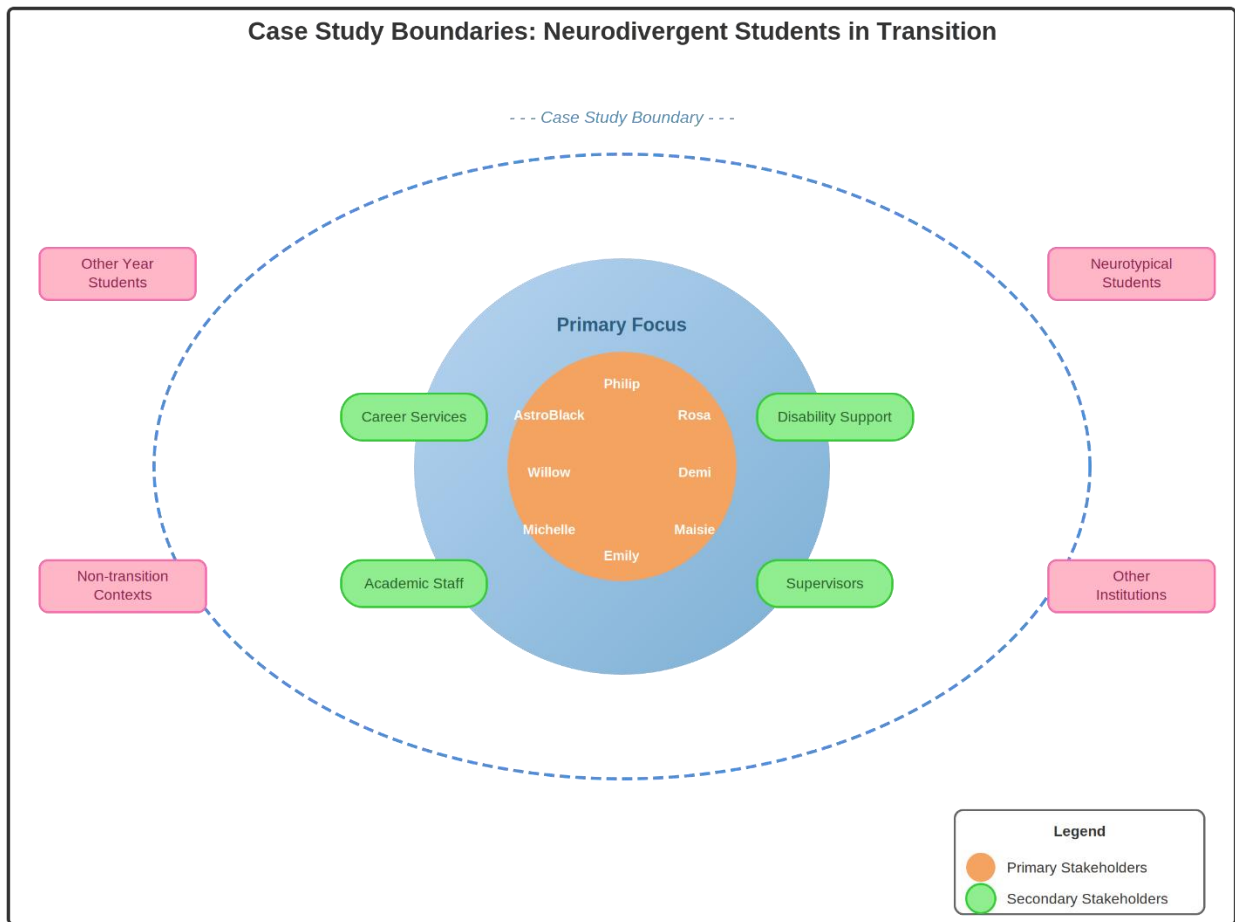 Case Study Boundaries: Neurodivergent Students in Transition
- - - Case Study Boundary - - -
Other Year
Students
Neurotypical
Students
Primary Focus
Philip
AstroBlack
Rosa
Career Services
Disability Support
Willow
Demi
Michelle
Maisie
Emily
Non-transition
Contexts
Academic Staff
Supervisors
Other
Institutions
Legend
Primary Stakeholders
Secondary Stakeholders